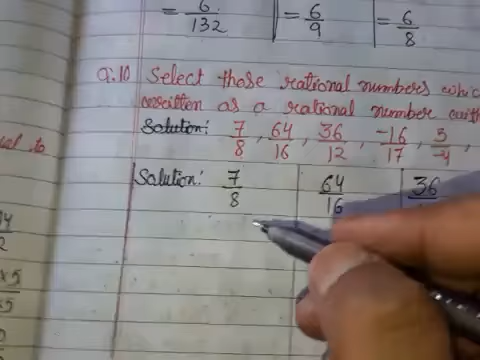 = 6/132 = 6/9 = 6/8
Q.10 Select those rational numbers which
written as a rational number with
Solution: 7/8, 64/16, 36/12, -16/17, 5/-4,
Solution: 7/8 64/16 36